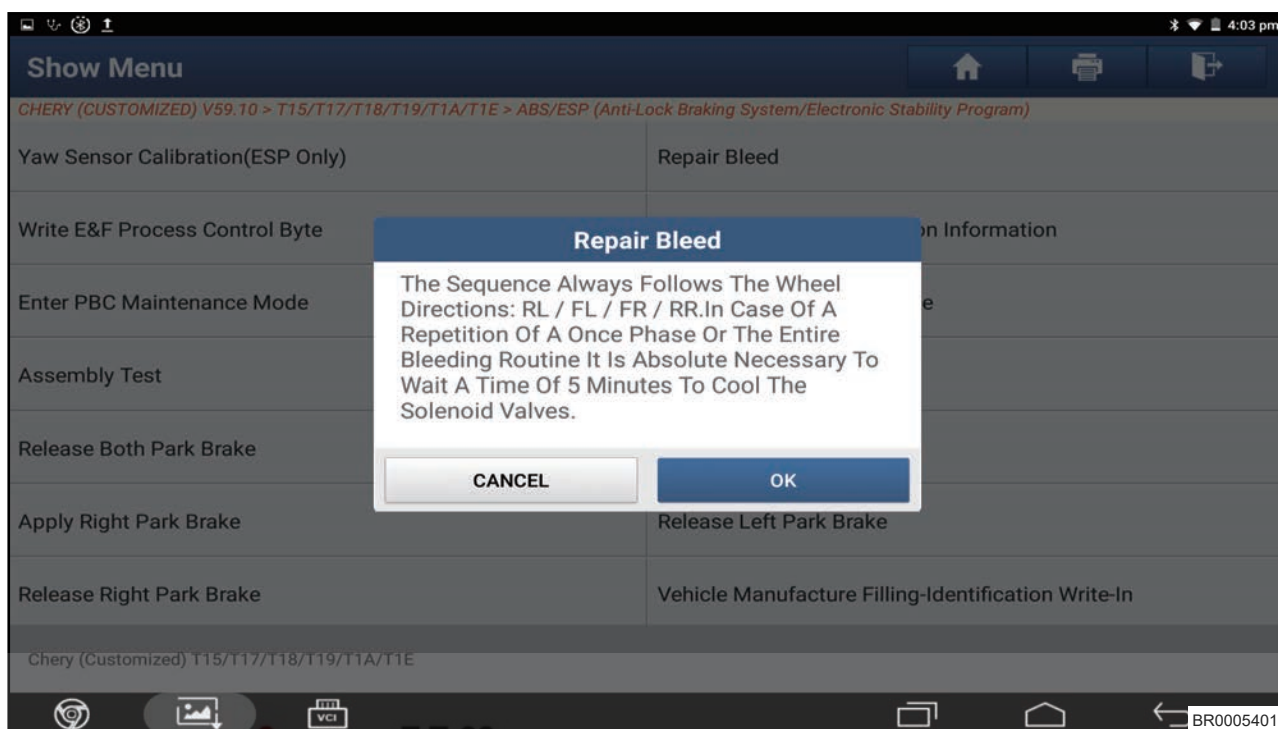 4:03 pm
Show Menu
CHERY (CUSTOMIZED) V59.10 > T15/T17/T18/T19/T1A/T1E > ABS/ESP (Anti-Lock Braking System/Electronic Stability Program)
Yaw Sensor Calibration(ESP Only)
Repair Bleed
Write E&F Process Control Byte
Information
Repair Bleed
The Sequence Always Follows The Wheel
Directions: RL / FL / FR / RR.In Case Of A
Repetition Of A Once Phase Or The Entire
Bleeding Routine It Is Absolute Necessary To
Wait A Time Of 5 Minutes To Cool The
Solenoid Valves.
CANCEL
OK
Enter PBC Maintenance Mode
Assembly Test
Release Both Park Brake
Apply Right Park Brake
Release Left Park Brake
Release Right Park Brake
Vehicle Manufacture Filling-Identification Write-In
Chery (Customized) T15/T17/T18/T19/T1A/T1E
VCI
BR0005401